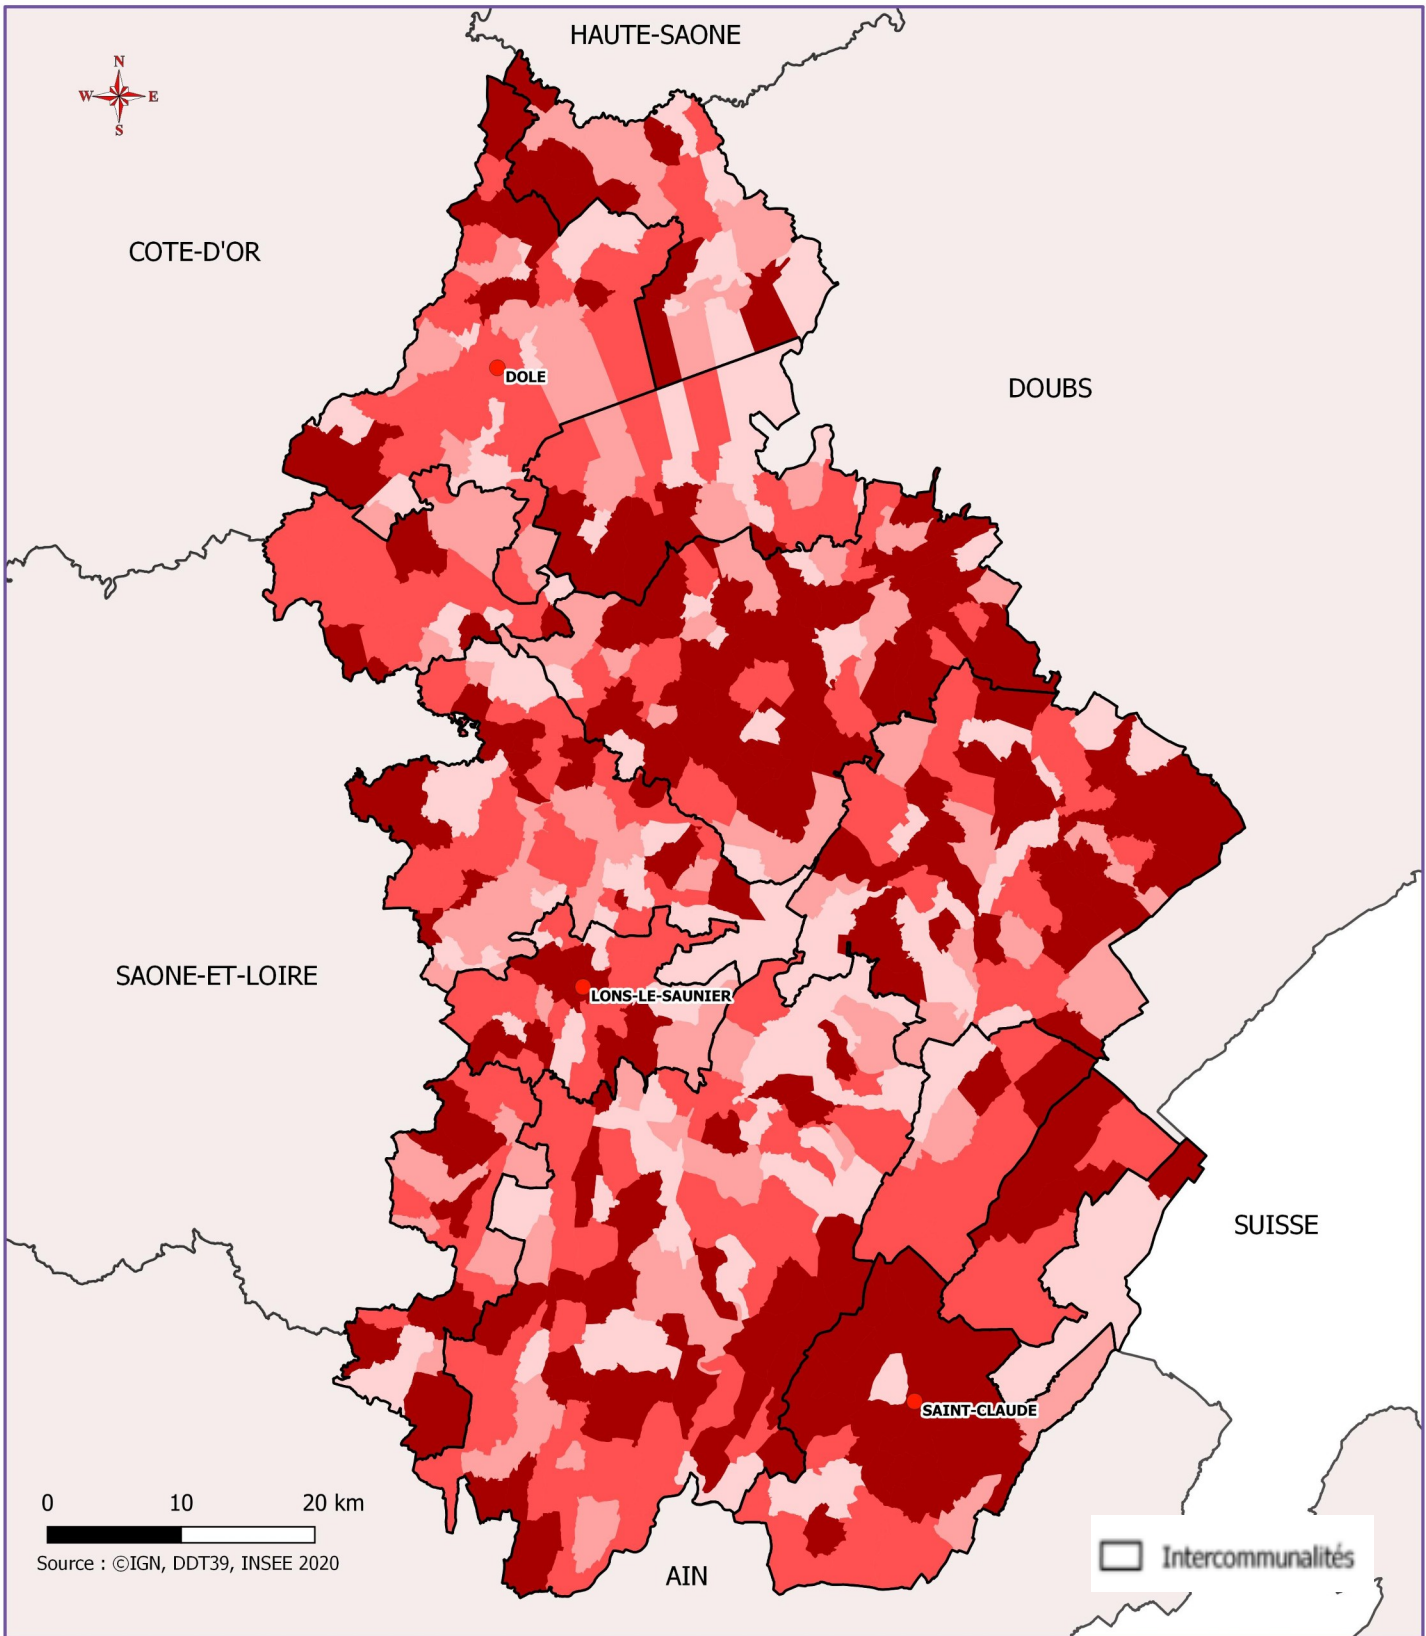 HAUTE-SAONE
N
W E
S
COTE-D'OR
DOLE
DOUBS
SAONE-ET-LOIRE
LONS-LE-SAUNIER
SUISSE
SAINT-CLAUDE
0 10 20 km
Source : ©IGN, DDT39, INSEE 2020
Intercommunalités
AIN